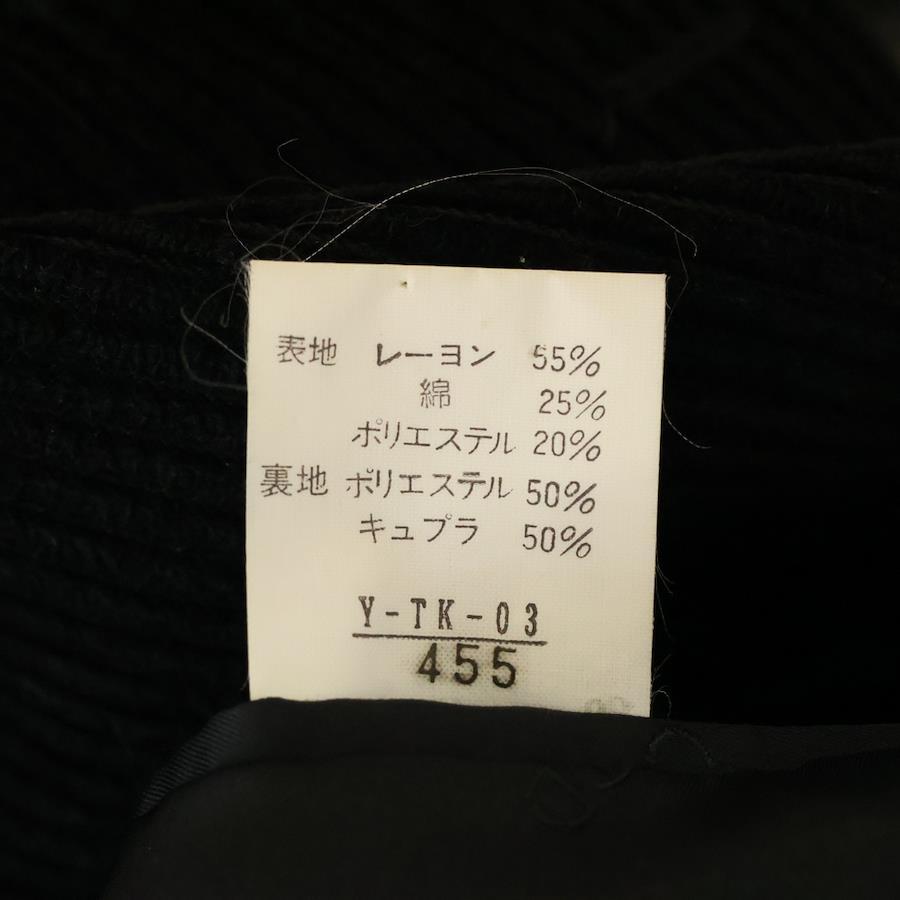 表地 レーヨン 55%
綿 25%
ポリエステル 20%
裏地 ポリエステル 50%
キュプラ 50%
Y-TK-03
455